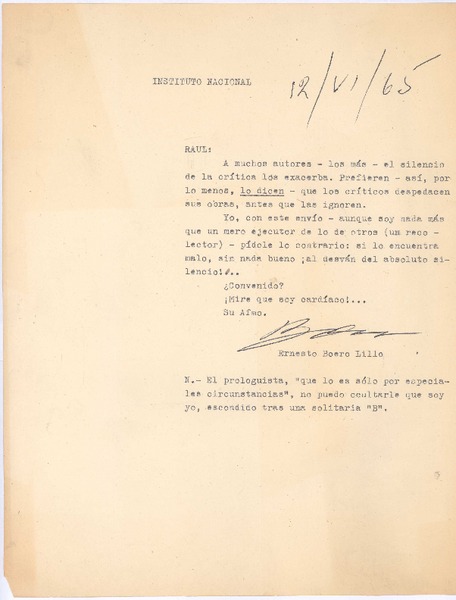 INSTITUTO NACIONAL
12/VI/65
RAUL:
A muchos autores - los más - el silencio
de la crítica los exacerba. Prefieren - así, por
lo menos, lo dicen - que los críticos despedacen
sus obras, antes que las ignoren.
Yo, con este envío - aunque soy nada más
que un mero ejecutor de lo de otros (un reco -
lector) - pídole lo contrario: si lo encuentra
malo, sin nada bueno ¡al desván del absoluto si-
lencio!...
¿Convenido?
¡Mire que soy cardíaco!...
Su Afmo.
Ernesto Boero Lillo
N.- El prologuista, "que lo es sólo por especia-
les circunstancias", no pudo ocultarle que soy
yo, escondido tras una solitaria "B".